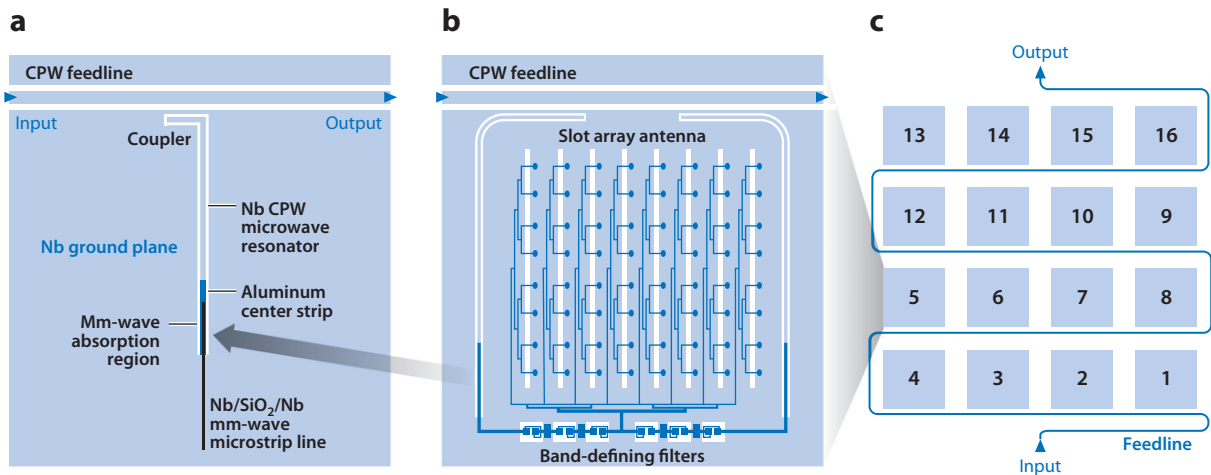 a
CPW feedline
Input
Output
Coupler
Nb CPW
microwave
resonator
Nb ground plane
Aluminum
center strip
Mm-wave
absorption
region
Nb/SiO₂/Nb
mm-wave
microstrip line
b
CPW feedline
Slot array antenna
Band-defining filters
c
Output
13 14 15 16
12 11 10 9
5 6 7 8
4 3 2 1
Feedline
Input